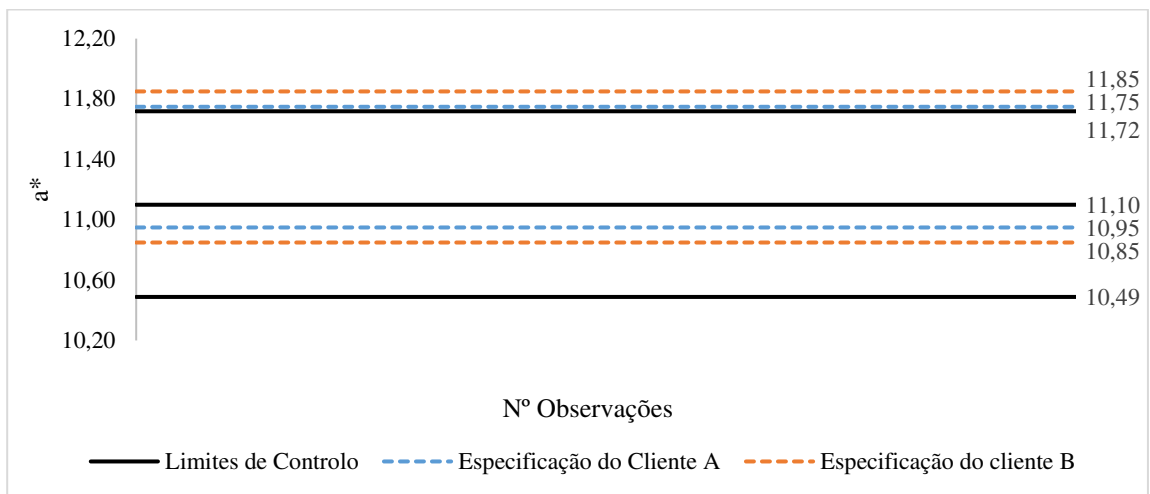 12,20
11,80
11,40
11,00
10,60
10,20
a*
11,85
11,75
11,72
11,10
10,95
10,85
10,49
Nº Observações
Limites de Controlo
Especificação do Cliente A
Especificação do cliente B